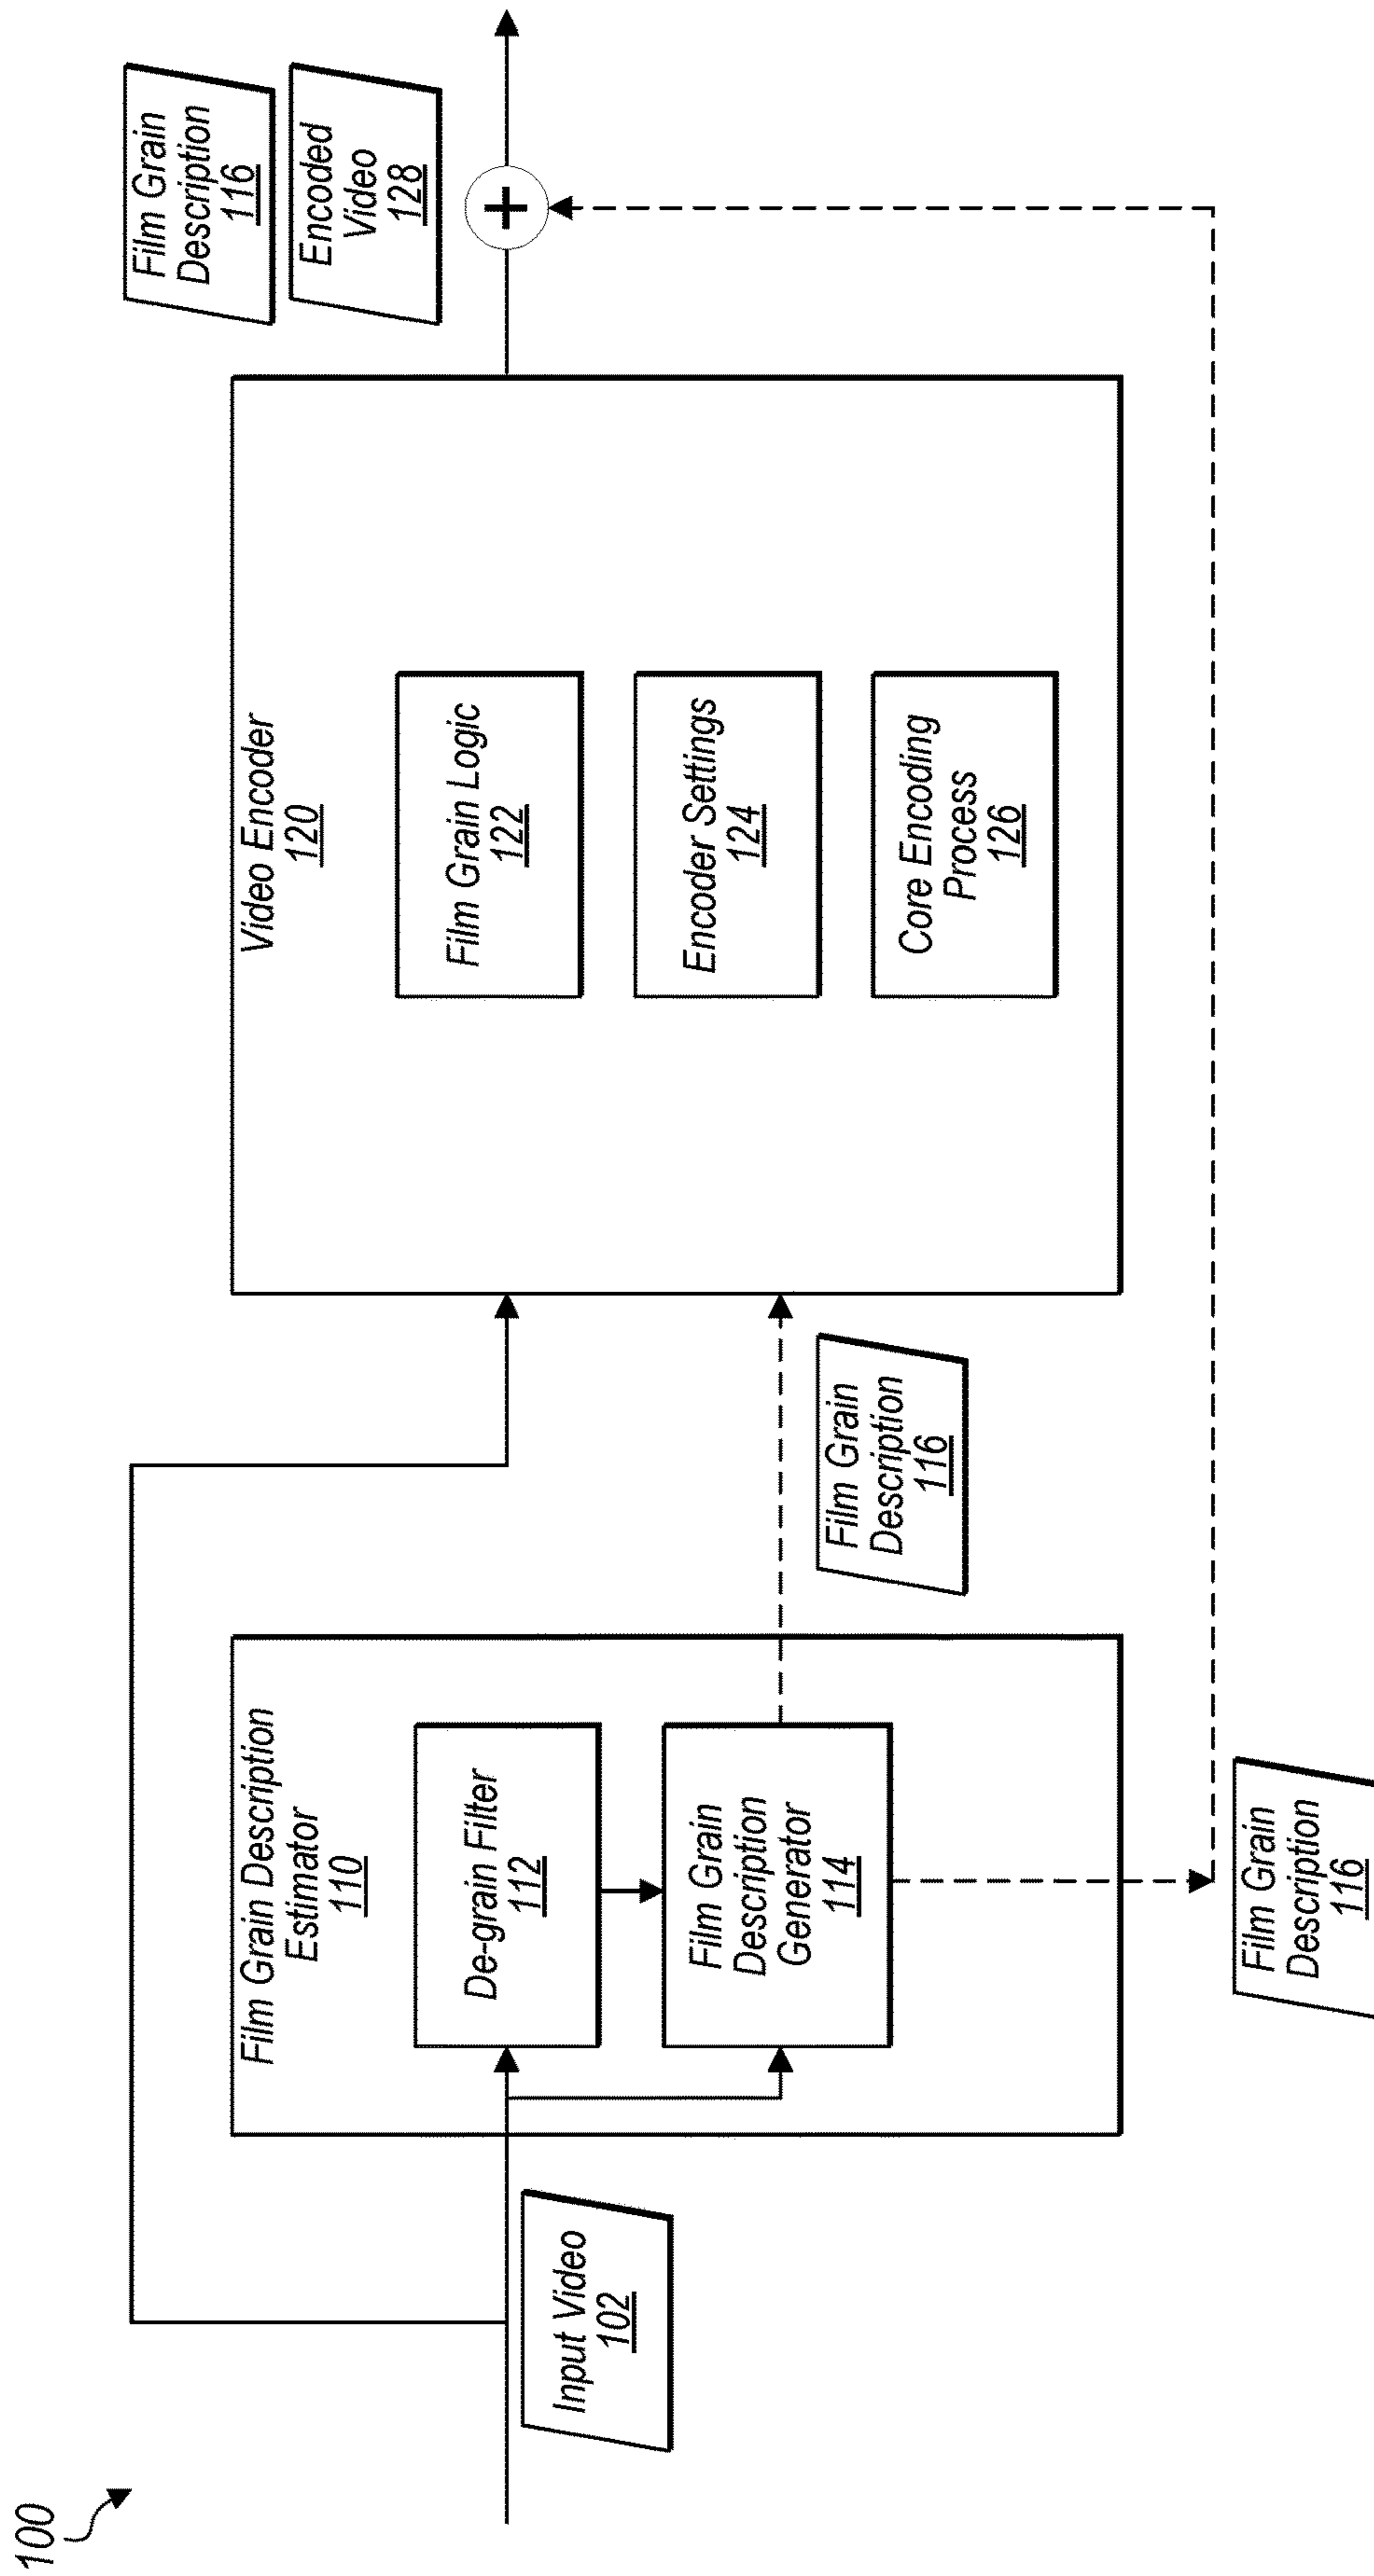 100
Input Video
102
Film Grain Description
Estimator
110
De-grain Filter
112
Film Grain
Description
Generator
114
Film Grain
Description
116
Film Grain
Description
116
Video Encoder
120
Film Grain Logic
122
Encoder Settings
124
Core Encoding
Process
126
Film Grain
Description
116
Encoded
Video
128
+